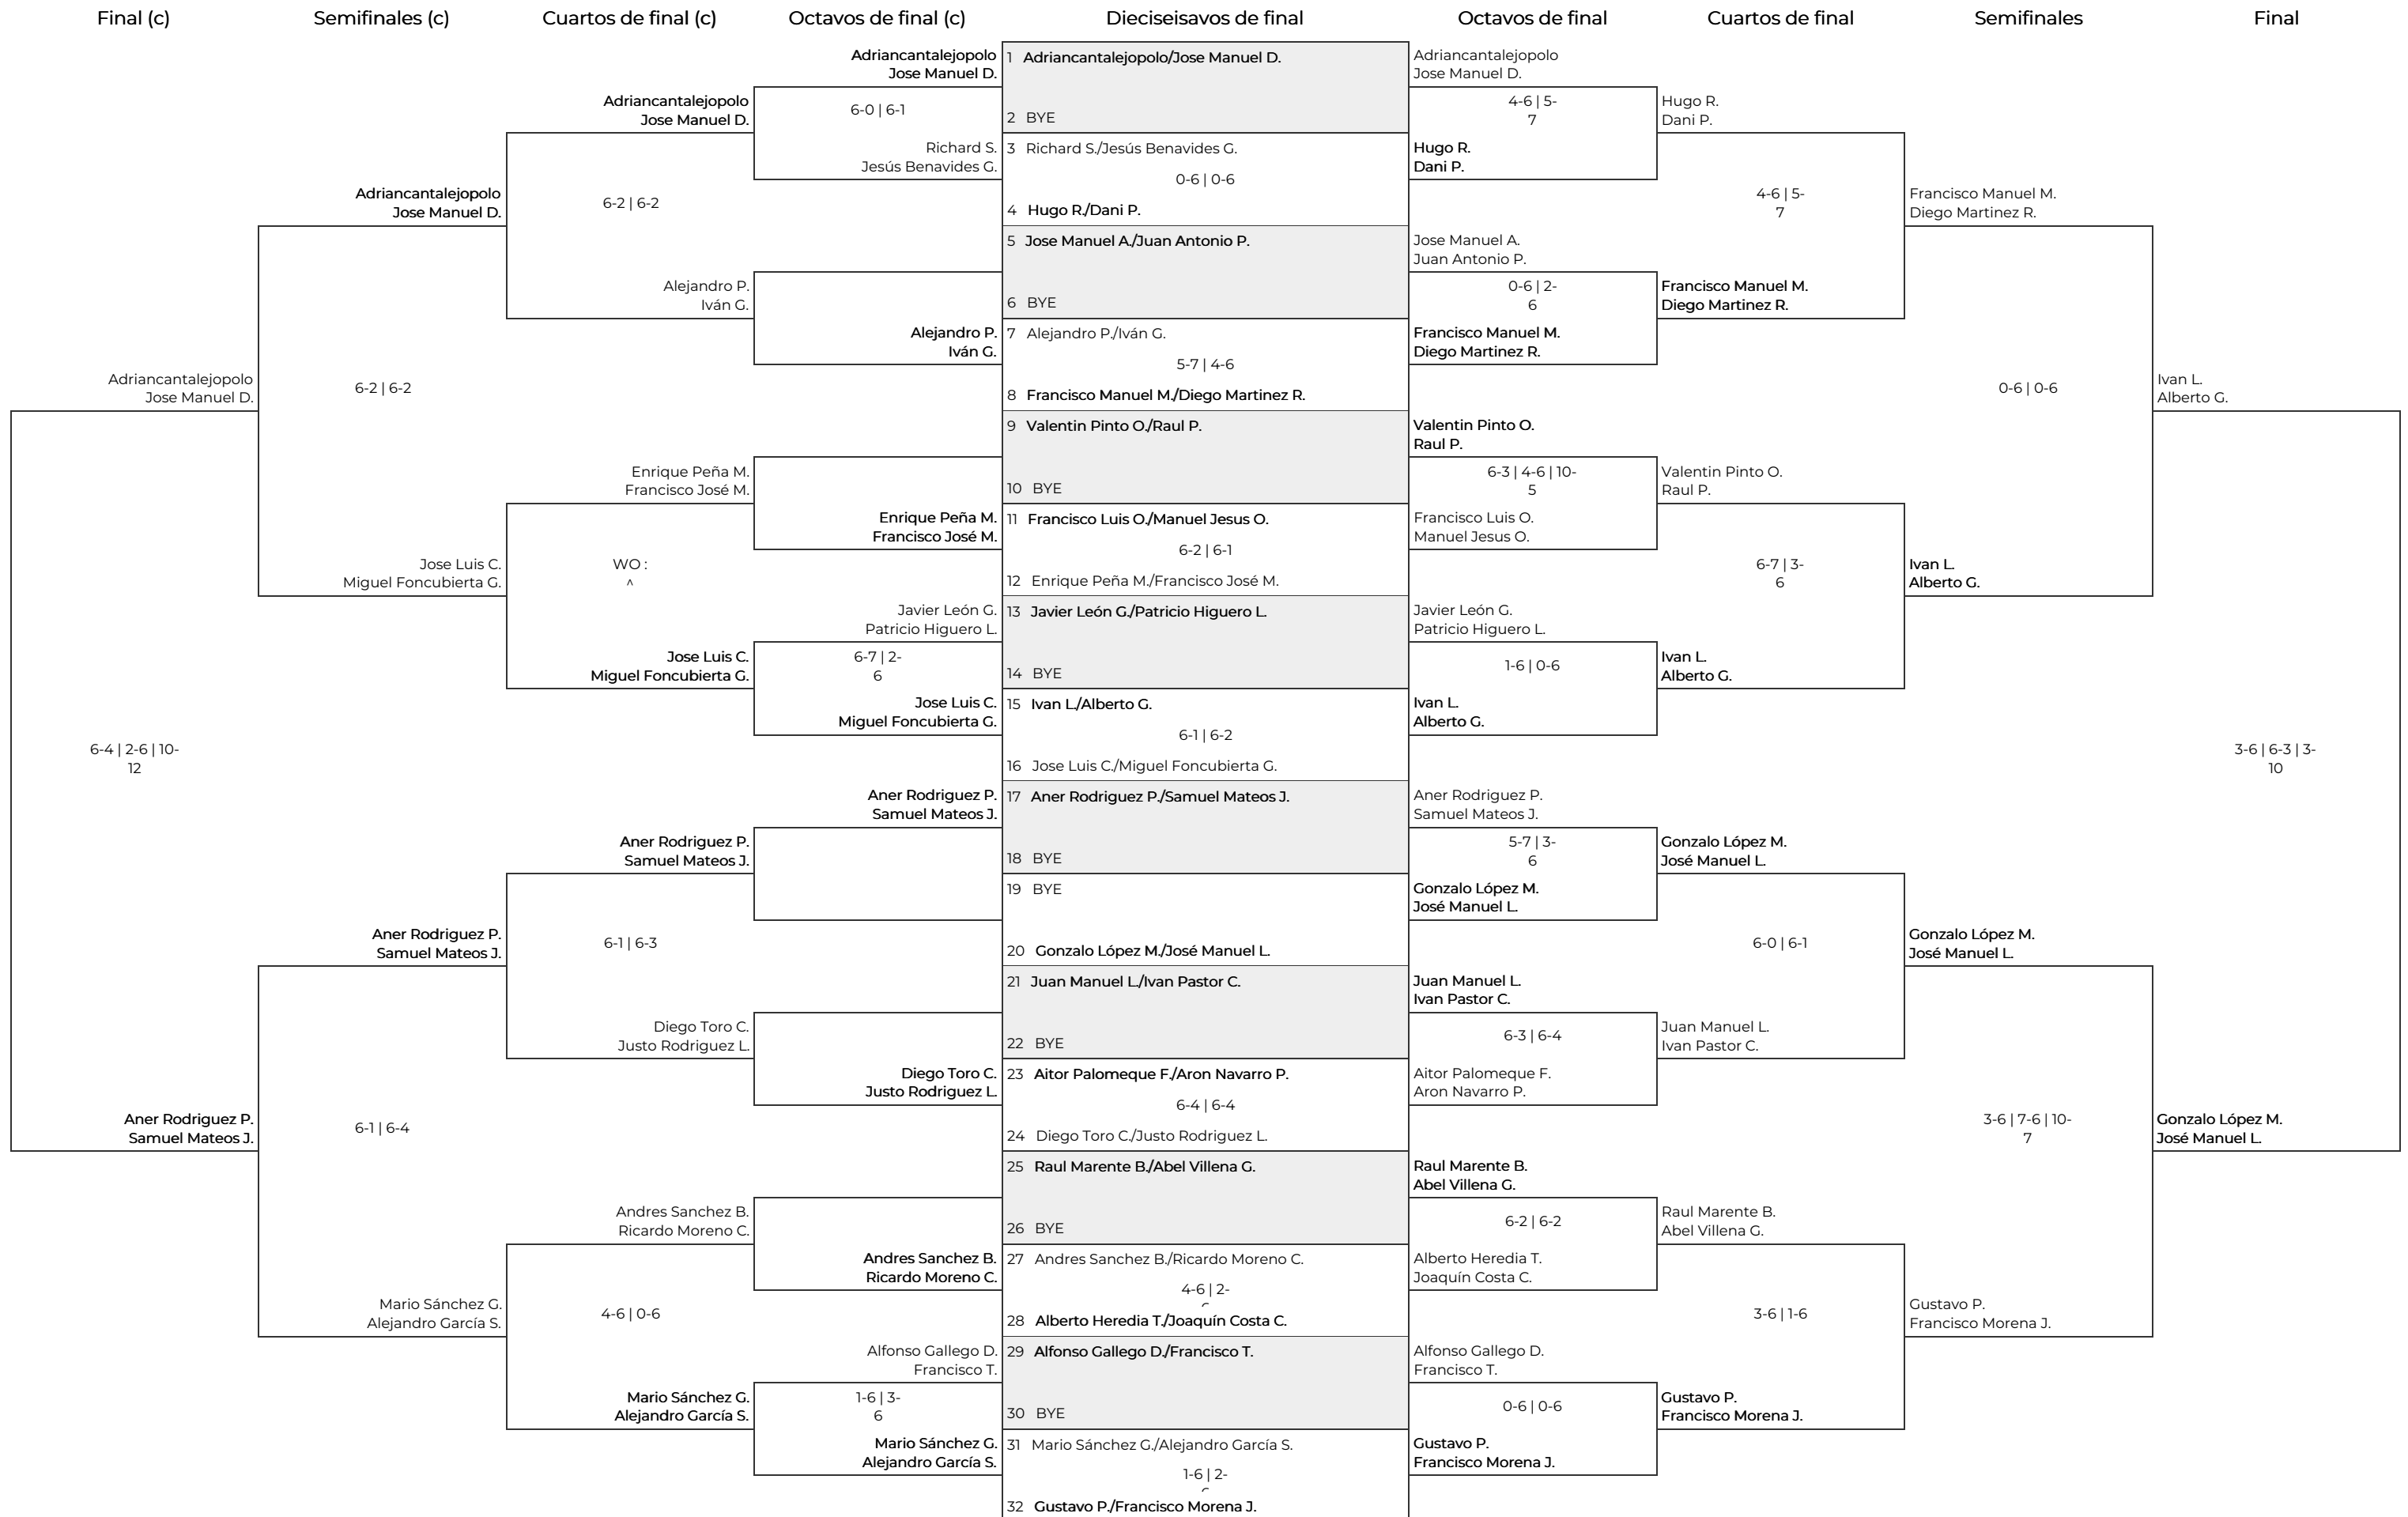 Final (c)
Semifinales (c)
Cuartos de final (c)
Octavos de final (c)
Dieciseisavos de final
Octavos de final
Cuartos de final
Semifinales
Final
Adriancantalejopolo
Jose Manuel D.
6-4 | 2-6 | 10-
12
Aner Rodriguez P.
Samuel Mateos J.
Adriancantalejopolo
Jose Manuel D.
6-2 | 6-2
Jose Luis C.
Miguel Foncubierta G.
Aner Rodriguez P.
Samuel Mateos J.
6-1 | 6-4
Mario Sánchez G.
Alejandro García S.
Adriancantalejopolo
Jose Manuel D.
6-2 | 6-2
Alejandro P.
Iván G.
Enrique Peña M.
Francisco José M.
WO :
^
Jose Luis C.
Miguel Foncubierta G.
Aner Rodriguez P.
Samuel Mateos J.
6-1 | 6-3
Diego Toro C.
Justo Rodriguez L.
Andres Sanchez B.
Ricardo Moreno C.
4-6 | 0-6
Mario Sánchez G.
Alejandro García S.
Adriancantalejopolo
Jose Manuel D.
6-0 | 6-1
Richard S.
Jesús Benavides G.
Alejandro P.
Iván G.
Enrique Peña M.
Francisco José M.
Javier León G.
Patricio Higuero L.
6-7 | 2-
6
Jose Luis C.
Miguel Foncubierta G.
Aner Rodriguez P.
Samuel Mateos J.
Diego Toro C.
Justo Rodriguez L.
Andres Sanchez B.
Ricardo Moreno C.
Alfonso Gallego D.
Francisco T.
1-6 | 3-
6
Mario Sánchez G.
Alejandro García S.
1 Adriancantalejopolo/Jose Manuel D.
2 BYE
3 Richard S./Jesús Benavides G.
0-6 | 0-6
4 Hugo R./Dani P.
5 Jose Manuel A./Juan Antonio P.
6 BYE
7 Alejandro P./Iván G.
5-7 | 4-6
8 Francisco Manuel M./Diego Martinez R.
9 Valentin Pinto O./Raul P.
10 BYE
11 Francisco Luis O./Manuel Jesus O.
6-2 | 6-1
12 Enrique Peña M./Francisco José M.
13 Javier León G./Patricio Higuero L.
14 BYE
15 Ivan L./Alberto G.
6-1 | 6-2
16 Jose Luis C./Miguel Foncubierta G.
17 Aner Rodriguez P./Samuel Mateos J.
18 BYE
19 BYE
20 Gonzalo López M./José Manuel L.
21 Juan Manuel L./Ivan Pastor C.
22 BYE
23 Aitor Palomeque F./Aron Navarro P.
6-4 | 6-4
24 Diego Toro C./Justo Rodriguez L.
25 Raul Marente B./Abel Villena G.
26 BYE
27 Andres Sanchez B./Ricardo Moreno C.
4-6 | 2-
28 Alberto Heredia T./Joaquín Costa C.
29 Alfonso Gallego D./Francisco T.
30 BYE
31 Mario Sánchez G./Alejandro García S.
1-6 | 2-
32 Gustavo P./Francisco Morena J.
Adriancantalejopolo
Jose Manuel D.
4-6 | 5-
7
Hugo R.
Dani P.
Jose Manuel A.
Juan Antonio P.
0-6 | 2-
6
Francisco Manuel M.
Diego Martinez R.
Valentin Pinto O.
Raul P.
6-3 | 4-6 | 10-
5
Francisco Luis O.
Manuel Jesus O.
Javier León G.
Patricio Higuero L.
1-6 | 0-6
Ivan L.
Alberto G.
Aner Rodriguez P.
Samuel Mateos J.
5-7 | 3-
6
Gonzalo López M.
José Manuel L.
Juan Manuel L.
Ivan Pastor C.
6-3 | 6-4
Aitor Palomeque F.
Aron Navarro P.
Raul Marente B.
Abel Villena G.
6-2 | 6-2
Alberto Heredia T.
Joaquín Costa C.
Alfonso Gallego D.
Francisco T.
0-6 | 0-6
Gustavo P.
Francisco Morena J.
Hugo R.
Dani P.
4-6 | 5-
7
Francisco Manuel M.
Diego Martinez R.
Valentin Pinto O.
Raul P.
6-7 | 3-
6
Ivan L.
Alberto G.
Gonzalo López M.
José Manuel L.
6-0 | 6-1
Juan Manuel L.
Ivan Pastor C.
Raul Marente B.
Abel Villena G.
3-6 | 1-6
Gustavo P.
Francisco Morena J.
Francisco Manuel M.
Diego Martinez R.
0-6 | 0-6
Ivan L.
Alberto G.
Gonzalo López M.
José Manuel L.
3-6 | 7-6 | 10-
7
Gustavo P.
Francisco Morena J.
Ivan L.
Alberto G.
3-6 | 6-3 | 3-
10
Gonzalo López M.
José Manuel L.